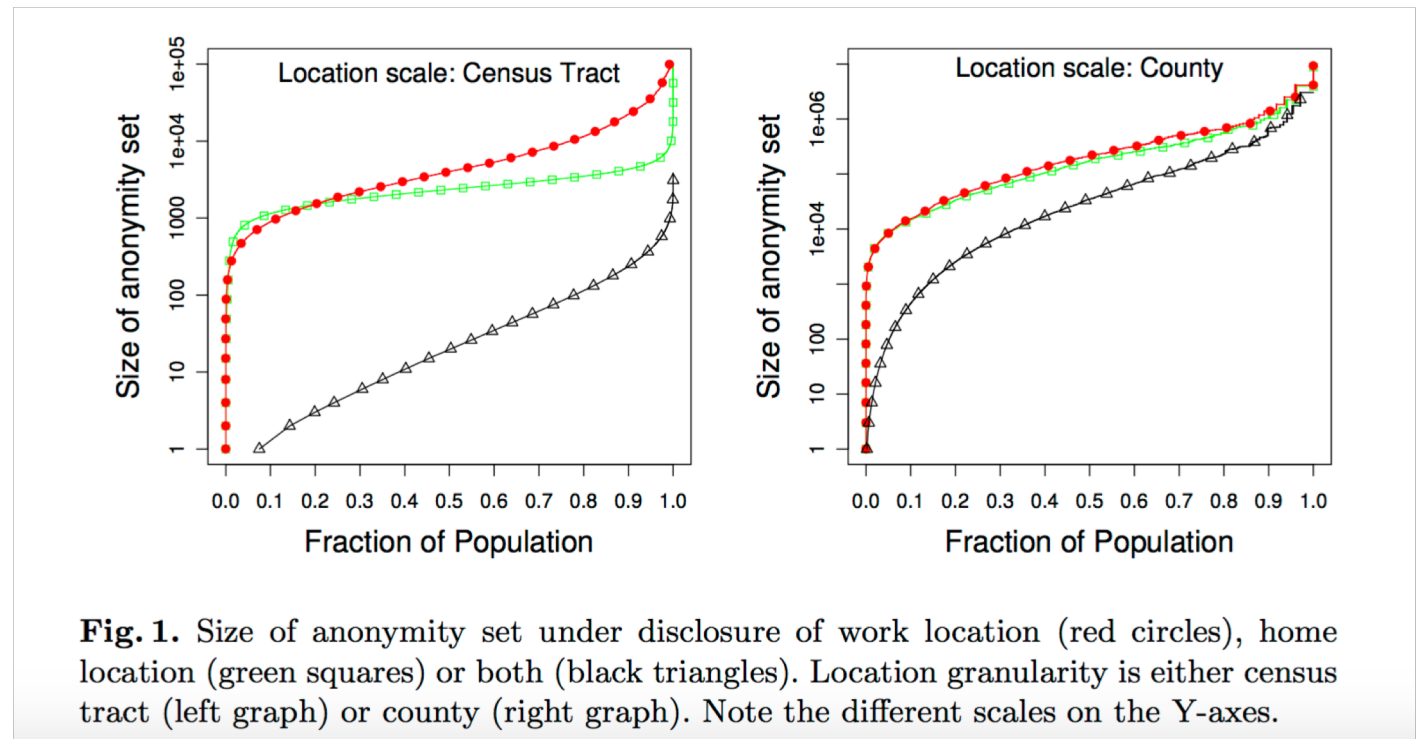 Location scale: Census Tract
Size of anonymity set
1e+05
1e+04
1000
100
10
1
0.0 0.1 0.2 0.3 0.4 0.5 0.6 0.7 0.8 0.9 1.0
Fraction of Population
Location scale: County
Size of anonymity set
1e+06
1e+04
100
10
1
0.0 0.1 0.2 0.3 0.4 0.5 0.6 0.7 0.8 0.9 1.0
Fraction of Population
Fig. 1. Size of anonymity set under disclosure of work location (red circles), home
location (green squares) or both (black triangles). Location granularity is either census
tract (left graph) or county (right graph). Note the different scales on the Y-axes.